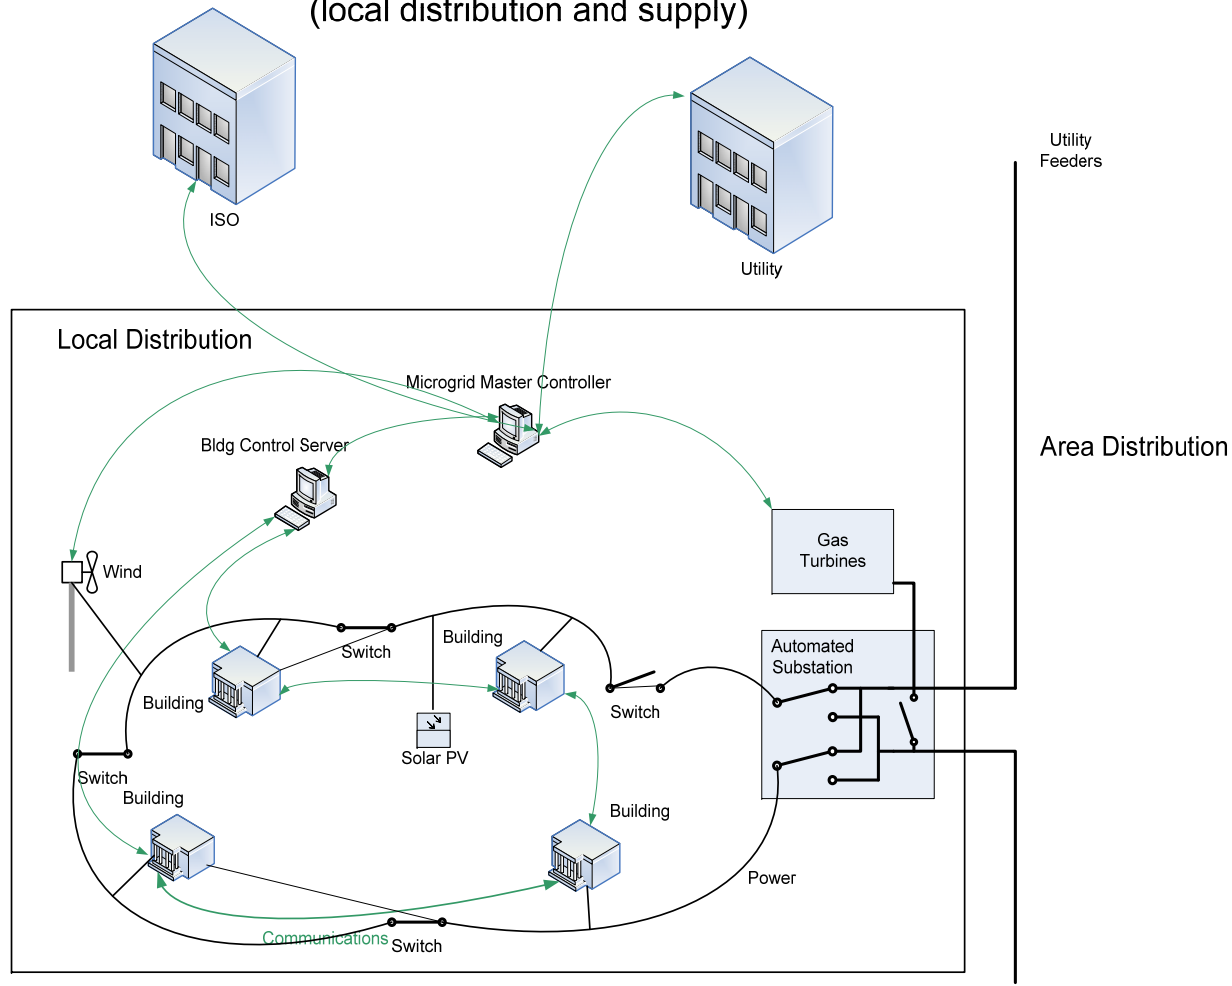 (local distribution and supply)
Utility
Feeders
ISO
Utility
Local Distribution
Microgrid Master Controller
Bldg Control Server
Area Distribution
Gas
Turbines
Wind
Building
Switch
Automated
Substation
Building
Switch
Solar PV
Switch
Building
Building
Power
Communications
Switch